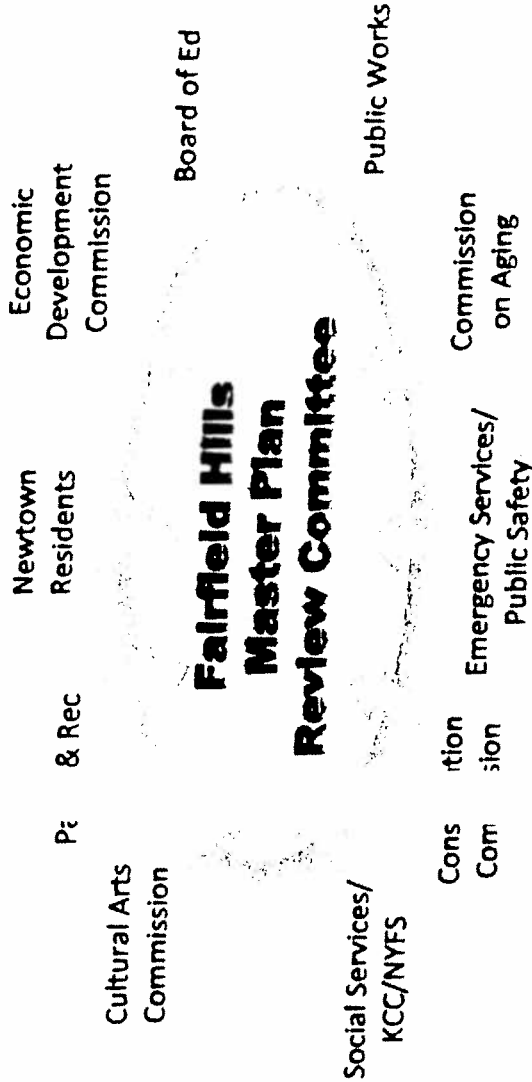 Newtown
Residents
Economic
Development
Commission
& Rec
Board of Ed
Cultural Arts
Commission
Fairfield Hills
Master Plan
Review Committee
Public Works
Social Services/
KCC/NYFS
Emergency Services/
Public Safety
Commission
on Aging